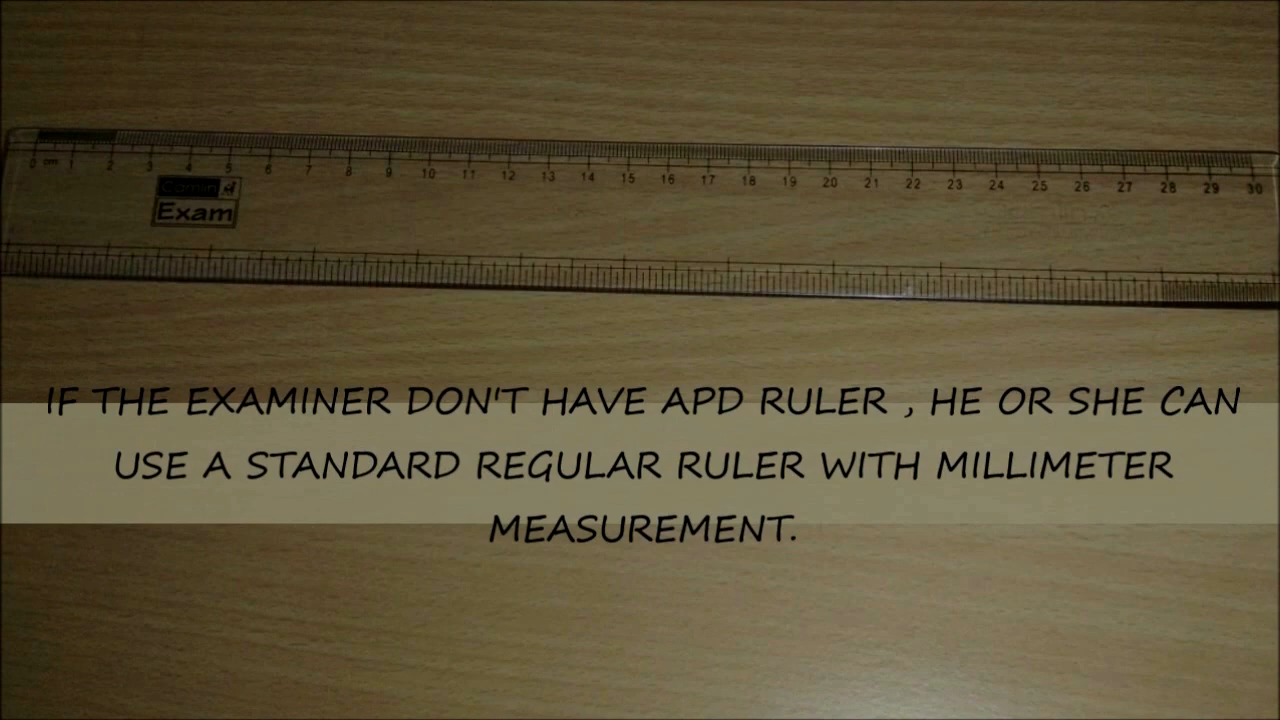 0 cm 1 2 3 4 5 6 7 8 9 10 11 12 13 14 15 16 17 18 19 20 21 22 23 24 25 26 27 28 29 30
Exam
IF THE EXAMINER DON'T HAVE APD RULER , HE OR SHE CAN
USE A STANDARD REGULAR RULER WITH MILLIMETER
MEASUREMENT.